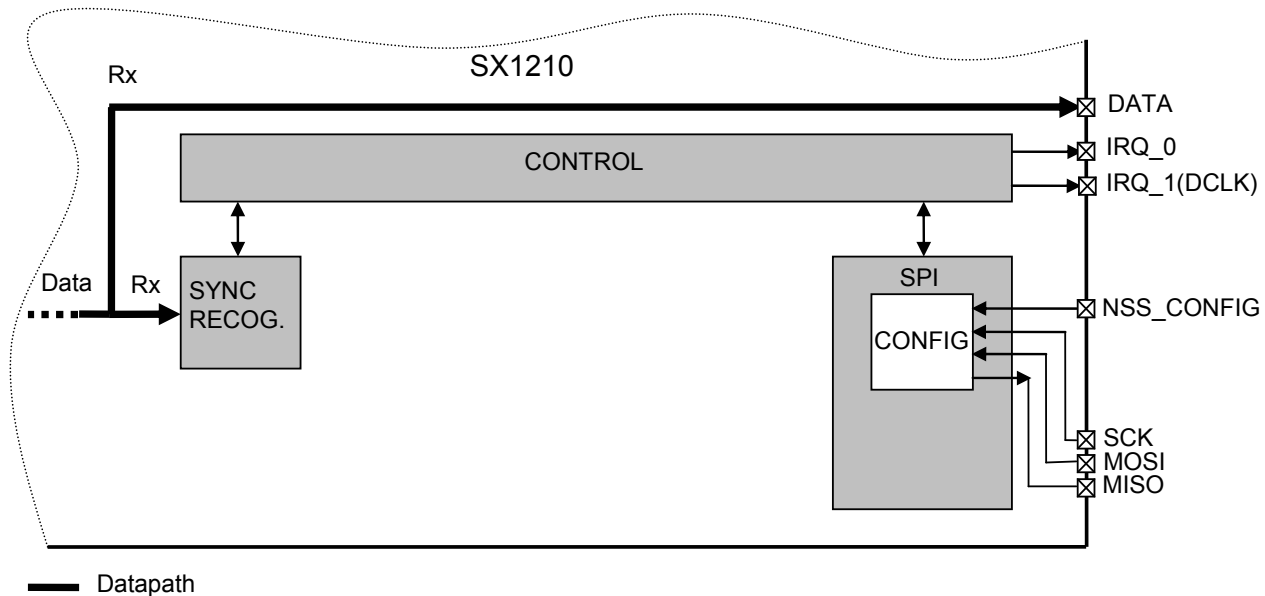 SX1210
Rx
DATA
CONTROL
IRQ_0
IRQ_1(DCLK)
Data
Rx
SYNC
RECOG.
SPI
CONFIG
NSS_CONFIG
SCK
MOSI
MISO
Datapath